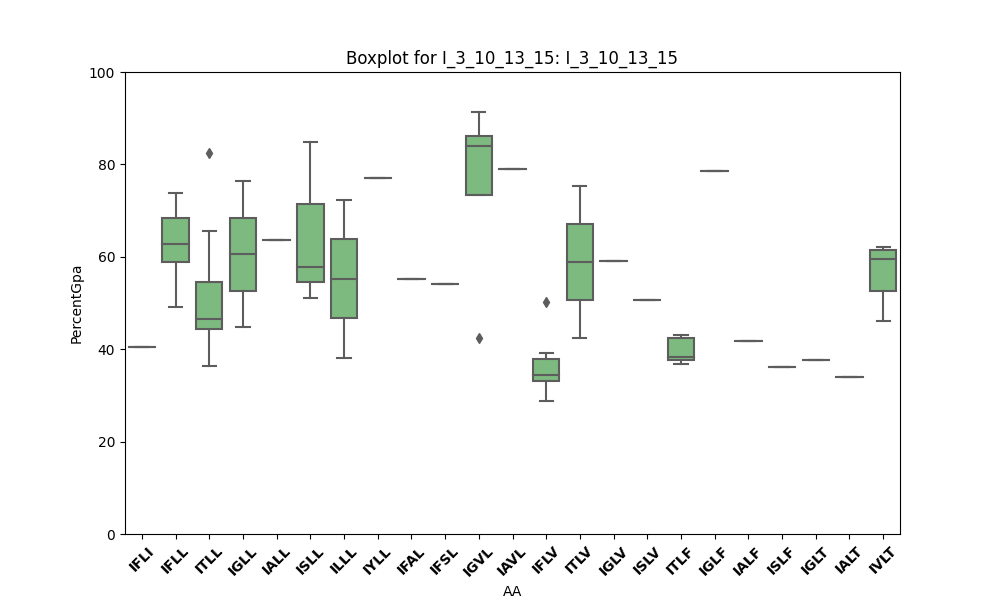 Boxplot for I_3_10_13_15: I_3_10_13_15
100
80
60
40
20
0
PercentGpa
IFLI
IFLL
ITLL
IGLL
IALL
ISLL
ILLL
IYLL
IFAL
IFSL
IGVL
IAVL
IFLV
ITLV
IGLV
ISLV
ITLF
IGLF
IALF
ISLF
IGLT
IALT
IVLT
AA